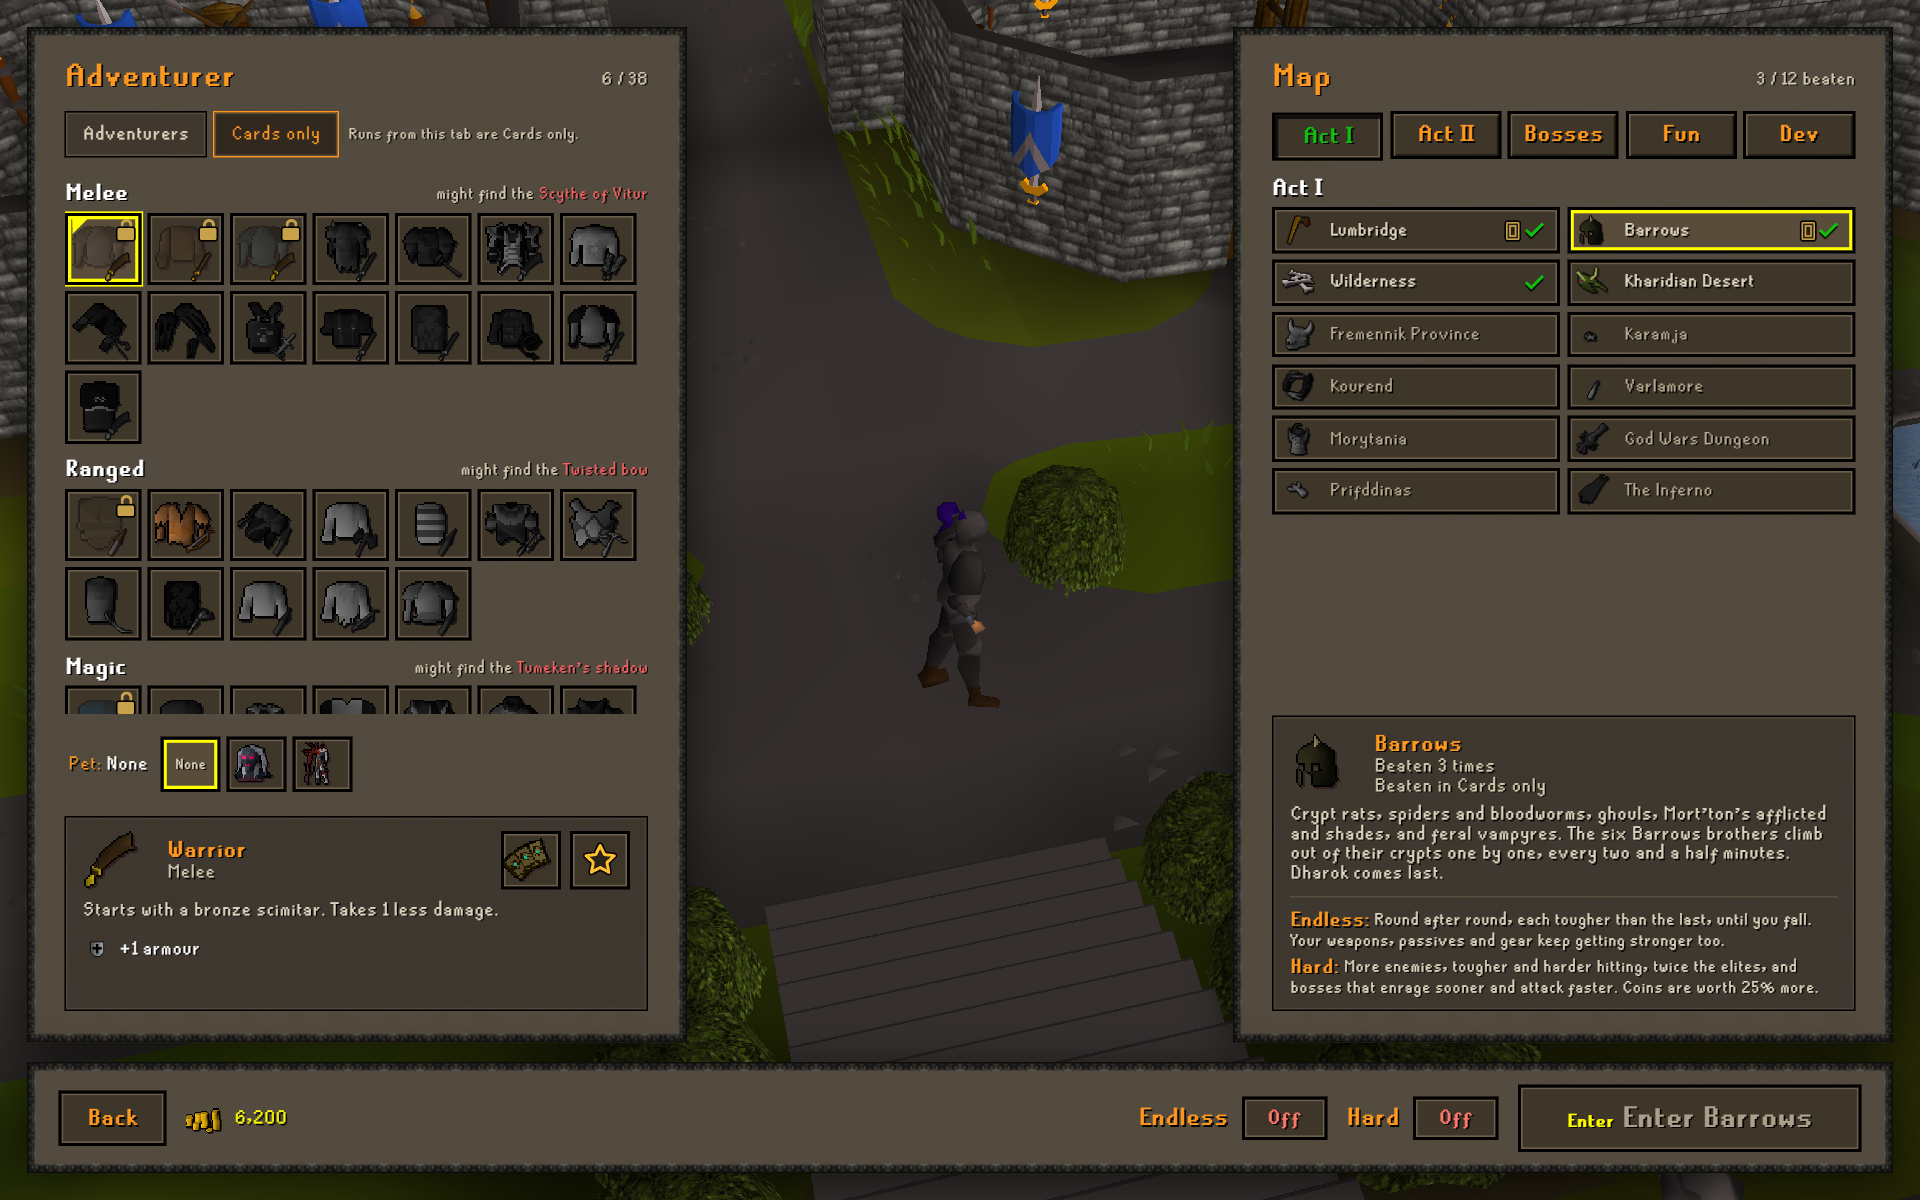 Adventurer
6 / 38
Adventurers
Cards only
Runs from this tab are Cards only.
Melee
might find the Scythe of Vitur
Ranged
might find the Twisted bow
Magic
might find the Tumeken's shadow
Pet: None
None
Warrior
Melee
Starts with a bronze scimitar. Takes 1 less damage.
+1 armour
Map
3 / 12 beaten
Act I
Act II
Bosses
Fun
Dev
Act I
Lumbridge
Barrows
Wilderness
Kharidian Desert
Fremennik Province
Karamja
Kourend
Varlamore
Morytania
God Wars Dungeon
Prifddinas
The Inferno
Barrows
Beaten 3 times
Beaten in Cards only
Crypt rats, spiders and bloodworms, ghouls, Mort'ton's afflicted
and shades, and feral vampyres. The six Barrows brothers climb
out of their crypts one by one, every two and a half minutes.
Dharok comes last.
Endless: Round after round, each tougher than the last, until you fall.
Your weapons, passives and gear keep getting stronger too.
Hard: More enemies, tougher and harder hitting, twice the elites, and
bosses that enrage sooner and attack faster. Coins are worth 25% more.
Back
6,200
Endless
Off
Hard
Off
Enter Enter Barrows